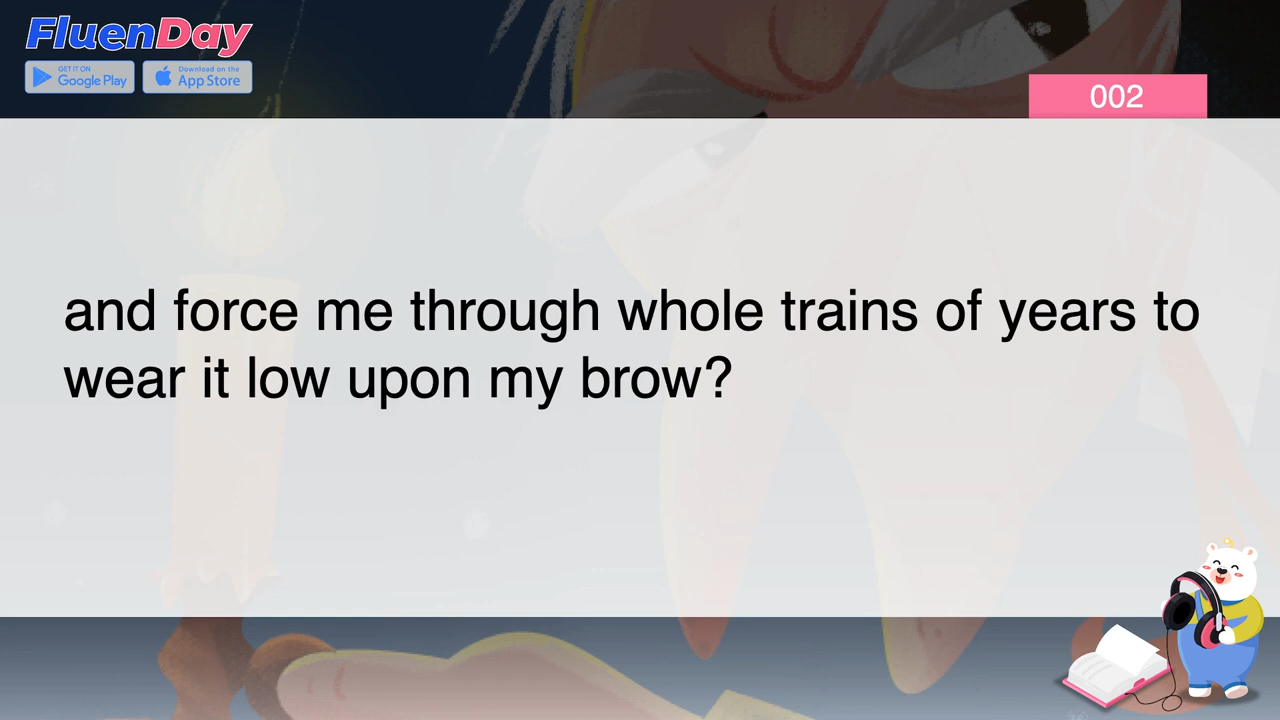 FluenDay
GET IT ON
Google Play
Download on the
App Store
002
and force me through whole trains of years to
wear it low upon my brow?